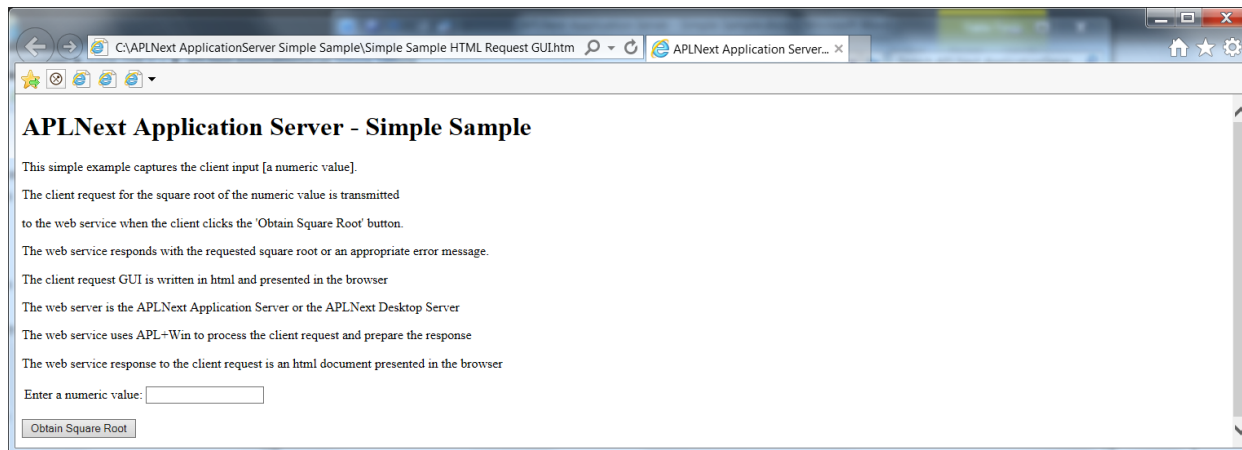 C:\APLNext ApplicationServer Simple Sample\Simple Sample HTML Request GUI.htm
APLNext Application Server... ×
APLNext Application Server - Simple Sample
This simple example captures the client input [a numeric value].
The client request for the square root of the numeric value is transmitted
to the web service when the client clicks the 'Obtain Square Root' button.
The web service responds with the requested square root or an appropriate error message.
The client request GUI is written in html and presented in the browser
The web server is the APLNext Application Server or the APLNext Desktop Server
The web service uses APL+Win to process the client request and prepare the response
The web service response to the client request is an html document presented in the browser
Enter a numeric value:
Obtain Square Root